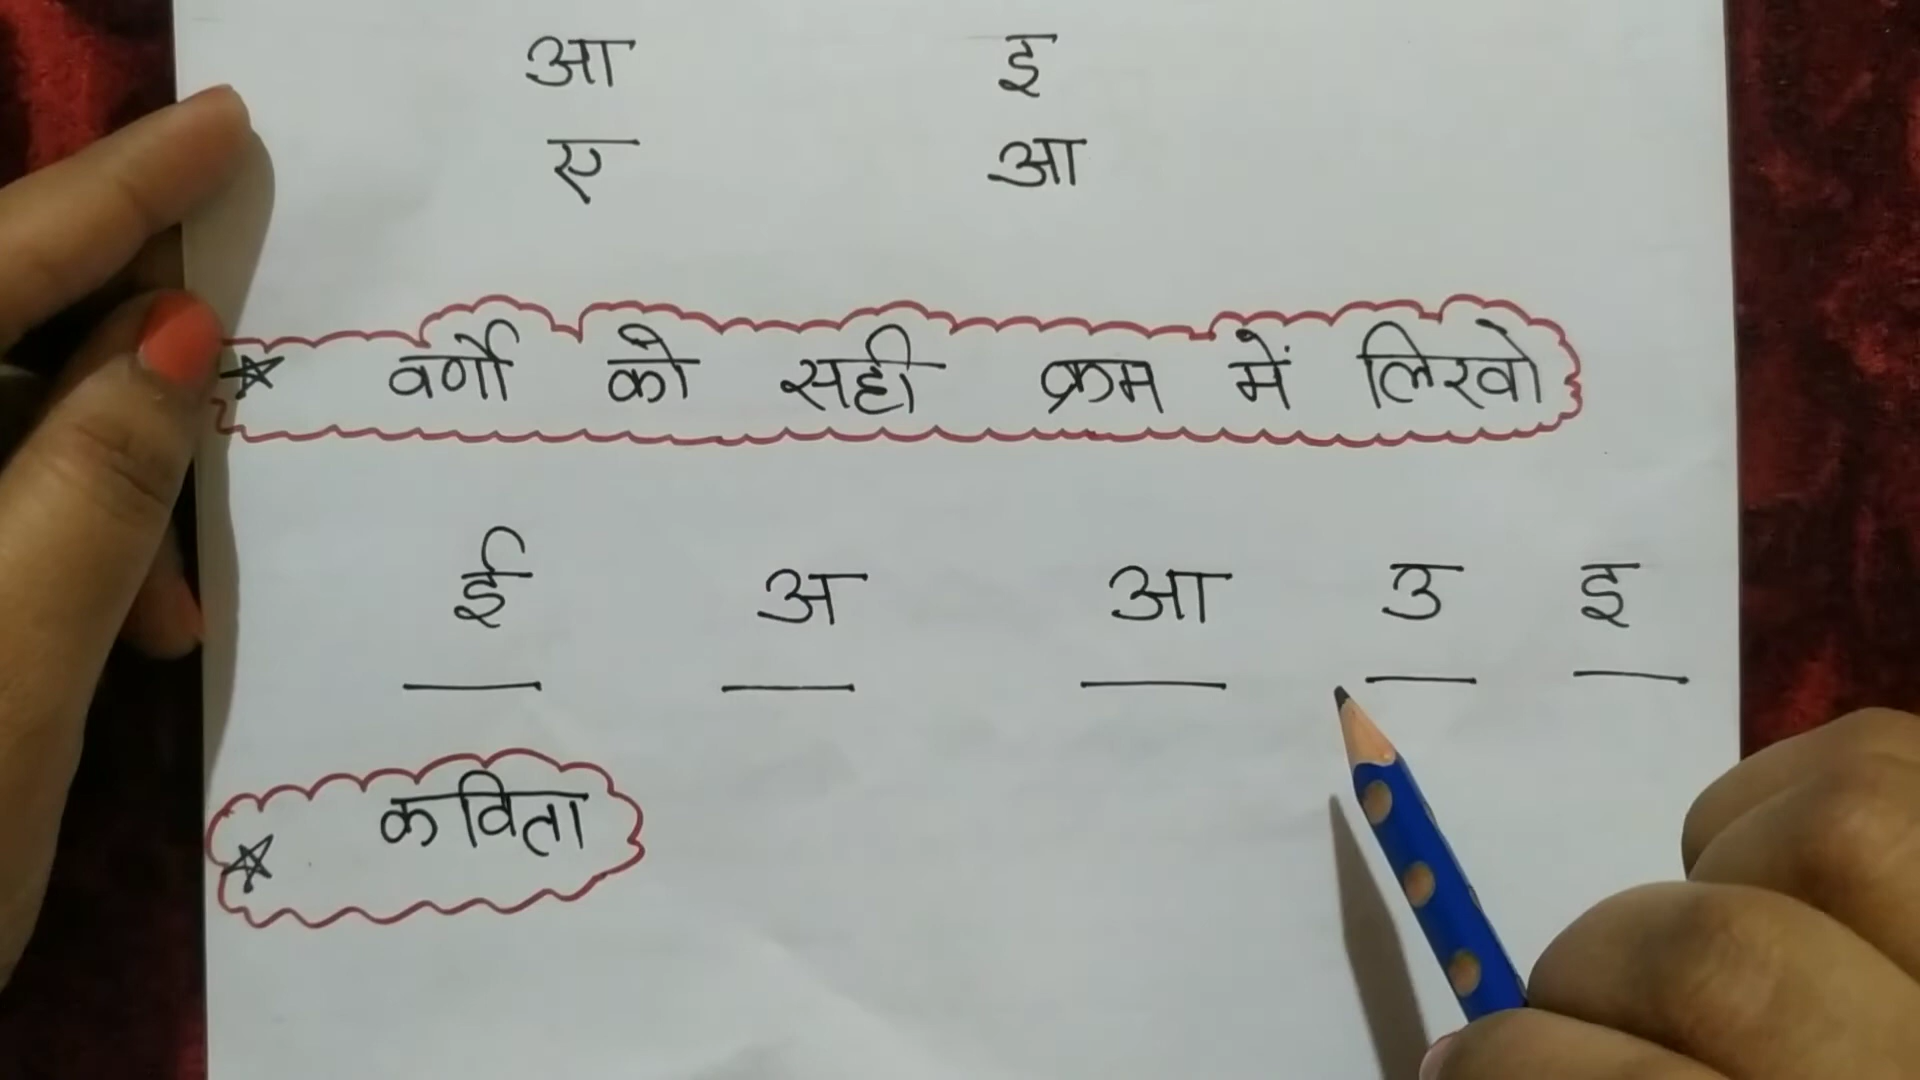 आ इ
ए आ
★ वर्णों को सही क्रम में लिखो
ई अ आ उ इ
★ कविता